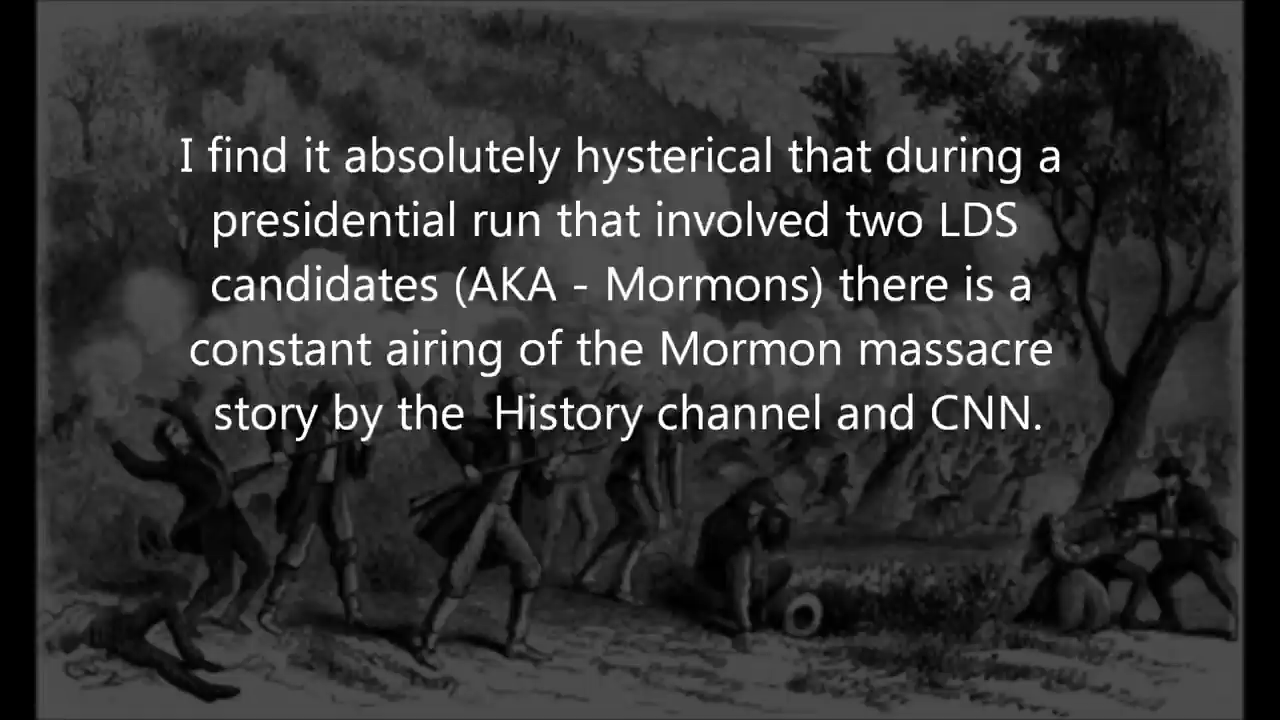 I find it absolutely hysterical that during a
presidential run that involved two LDS
candidates (AKA - Mormons) there is a
constant airing of the Mormon massacre
story by the  History channel and CNN.